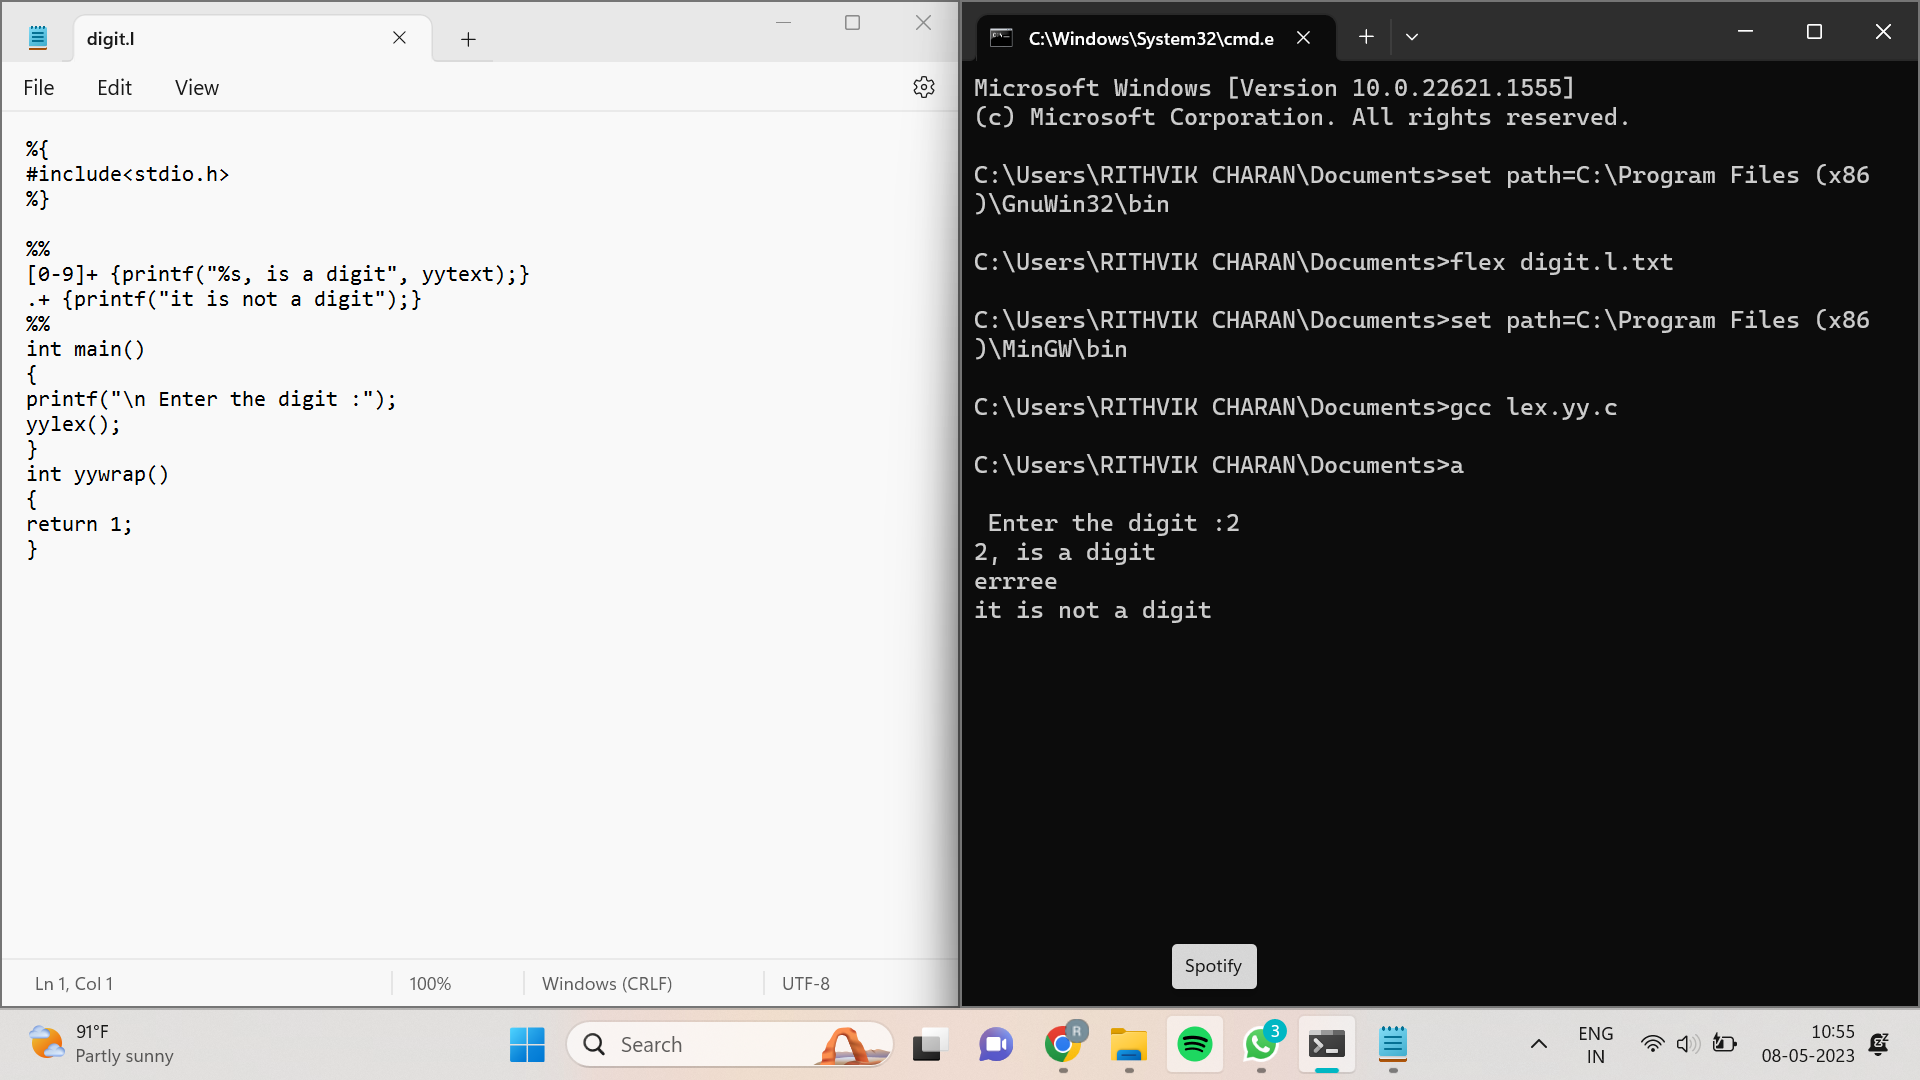 digit.l
File Edit View
%{
#include<stdio.h>
%}
%%
[0-9]+ {printf("%s, is a digit", yytext);}
.+ {printf("it is not a digit");}
%%
int main()
{
printf("\n Enter the digit :");
yylex();
}
int yywrap()
{
return 1;
}
Ln 1, Col 1 100% Windows (CRLF) UTF-8
C:\Windows\System32\cmd.e
Microsoft Windows [Version 10.0.22621.1555]
(c) Microsoft Corporation. All rights reserved.
C:\Users\RITHVIK CHARAN\Documents>set path=C:\Program Files (x86
)\GnuWin32\bin
C:\Users\RITHVIK CHARAN\Documents>flex digit.l.txt
C:\Users\RITHVIK CHARAN\Documents>set path=C:\Program Files (x86
)\MinGW\bin
C:\Users\RITHVIK CHARAN\Documents>gcc lex.yy.c
C:\Users\RITHVIK CHARAN\Documents>a
Enter the digit :2
2, is a digit
errree
it is not a digit
Spotify
91°F
Partly sunny
Search
R
3
ENG
IN
10:55
08-05-2023